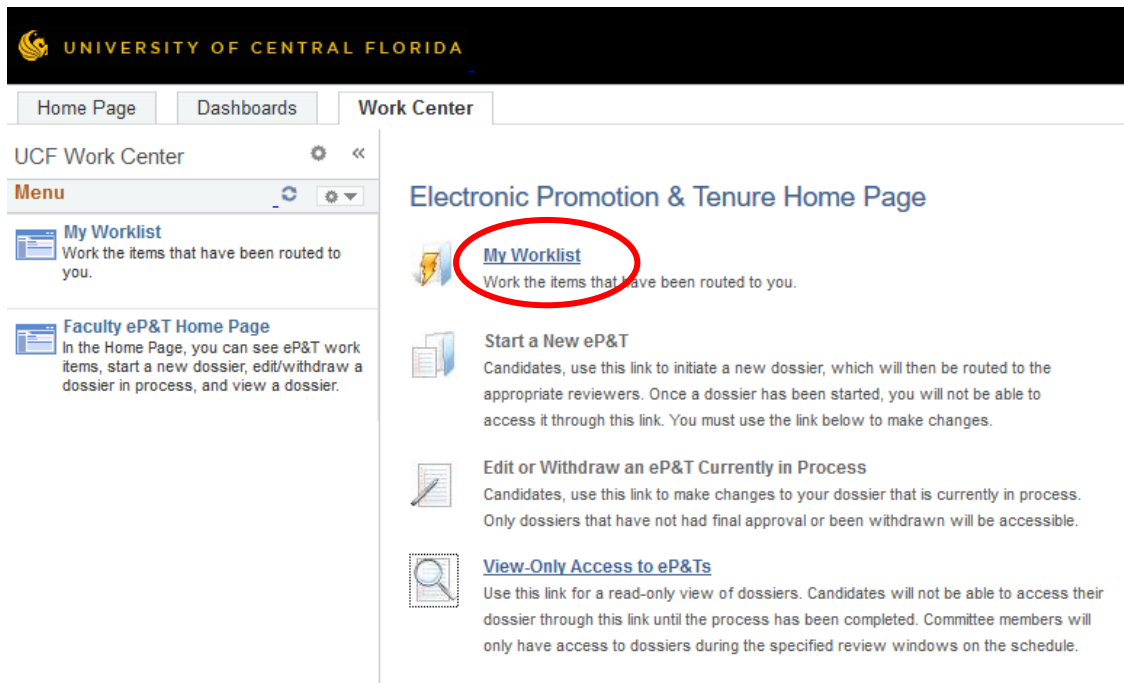 UNIVERSITY OF CENTRAL FLORIDA
Home Page
Dashboards
Work Center
UCF Work Center
Menu
My Worklist
Work the items that have been routed to
you.
Faculty eP&T Home Page
In the Home Page, you can see eP&T work
items, start a new dossier, edit/withdraw a
dossier in process, and view a dossier.
Electronic Promotion & Tenure Home Page
My Worklist
Work the items that have been routed to you.
Start a New eP&T
Candidates, use this link to initiate a new dossier, which will then be routed to the
appropriate reviewers. Once a dossier has been started, you will not be able to
access it through this link. You must use the link below to make changes.
Edit or Withdraw an eP&T Currently in Process
Candidates, use this link to make changes to your dossier that is currently in process.
Only dossiers that have not had final approval or been withdrawn will be accessible.
View-Only Access to eP&Ts
Use this link for a read-only view of dossiers. Candidates will not be able to access their
dossier through this link until the process has been completed. Committee members will
only have access to dossiers during the specified review windows on the schedule.